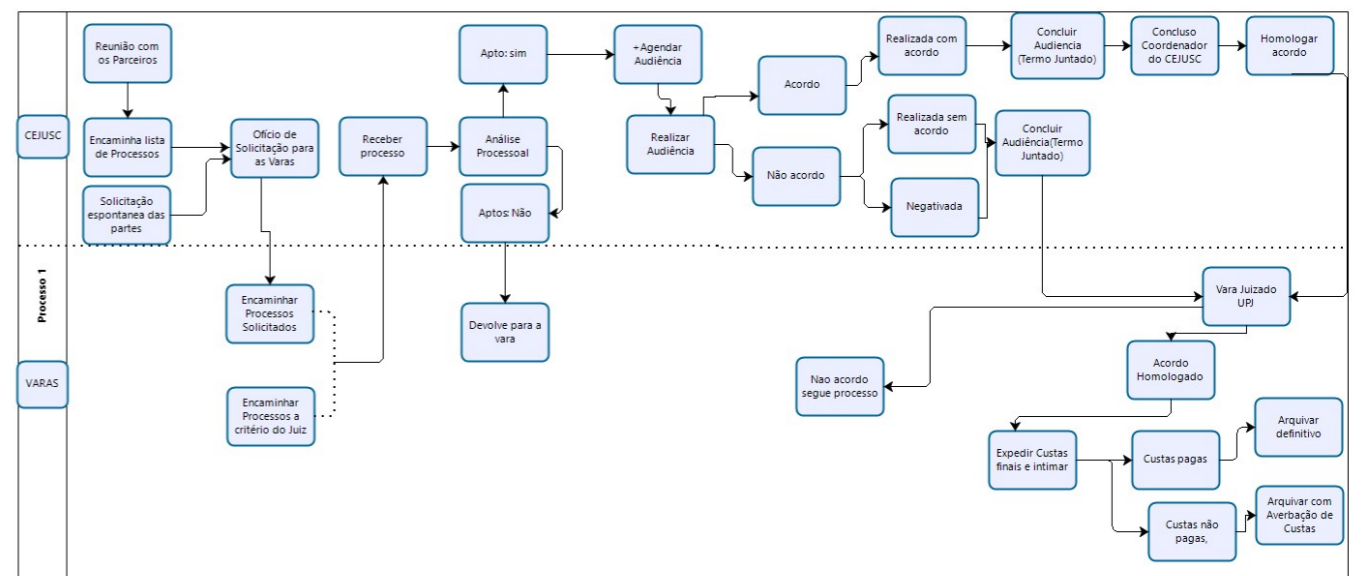 Processo 1
CEJUSC
Reunião com
os Parceiros
Encaminha lista
de Processos
Solicitação
espontanea das
partes
Ofício de
Solicitação para
as Varas
Receber
processo
Apto: sim
Análise
Processoal
Aptos: Não
+Agendar
Audiência
Realizar
Audiência
Acordo
Não acordo
Realizada com
acordo
Realizada sem
acordo
Negativada
Concluir
Audiencia
(Termo Juntado)
Concluir
Audiência(Termo
Juntado)
Concluso
Coordenador
do CEJUSC
Homologar
acordo
VARAS
Encaminhar
Processos
Solicitados
Encaminhar
Processos a
critério do Juiz
Devolve para a
vara
Vara Juizado
UPJ
Nao acordo
segue processo
Acordo
Homologado
Expedir Custas
finais e intimar
Custas pagas
Arquivar
definitivo
Custas não
pagas,
Arquivar com
Averbação de
Custas